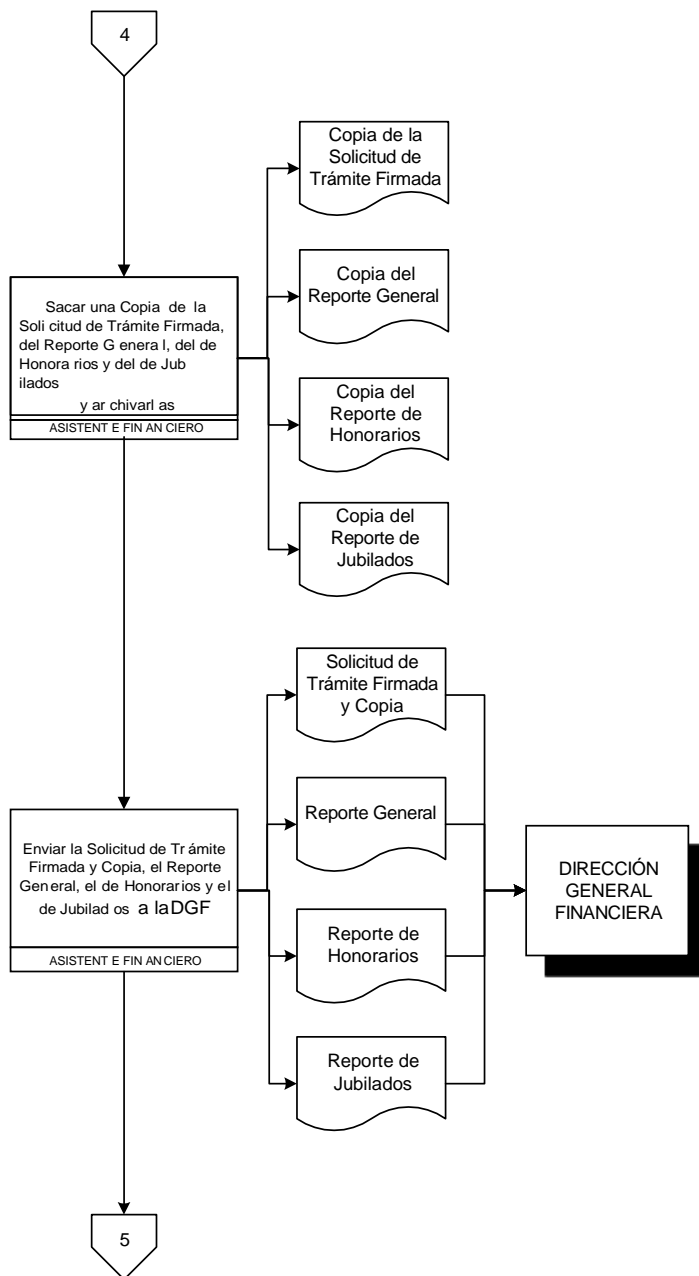 4
Copia de la
Solicitud de
Trámite Firmada
Copia del
Reporte General
Sacar una Copia de la
Soli citud de Trámite Firmada,
del Reporte G enera l, del de
Honora rios y del de Jub
ilados
y ar chivarl as
ASISTENT E FIN AN CIERO
Copia del
Reporte de
Honorarios
Copia del
Reporte de
Jubilados
Solicitud de
Trámite Firmada
y Copia
Reporte General
Enviar la Solicitud de Tr ámite
Firmada y Copia, el Reporte
General, el de Honorarios y el
de Jubilad os a laDGF
ASISTENT E FIN AN CIERO
DIRECCIÓN
GENERAL
FINANCIERA
Reporte de
Honorarios
Reporte de
Jubilados
5